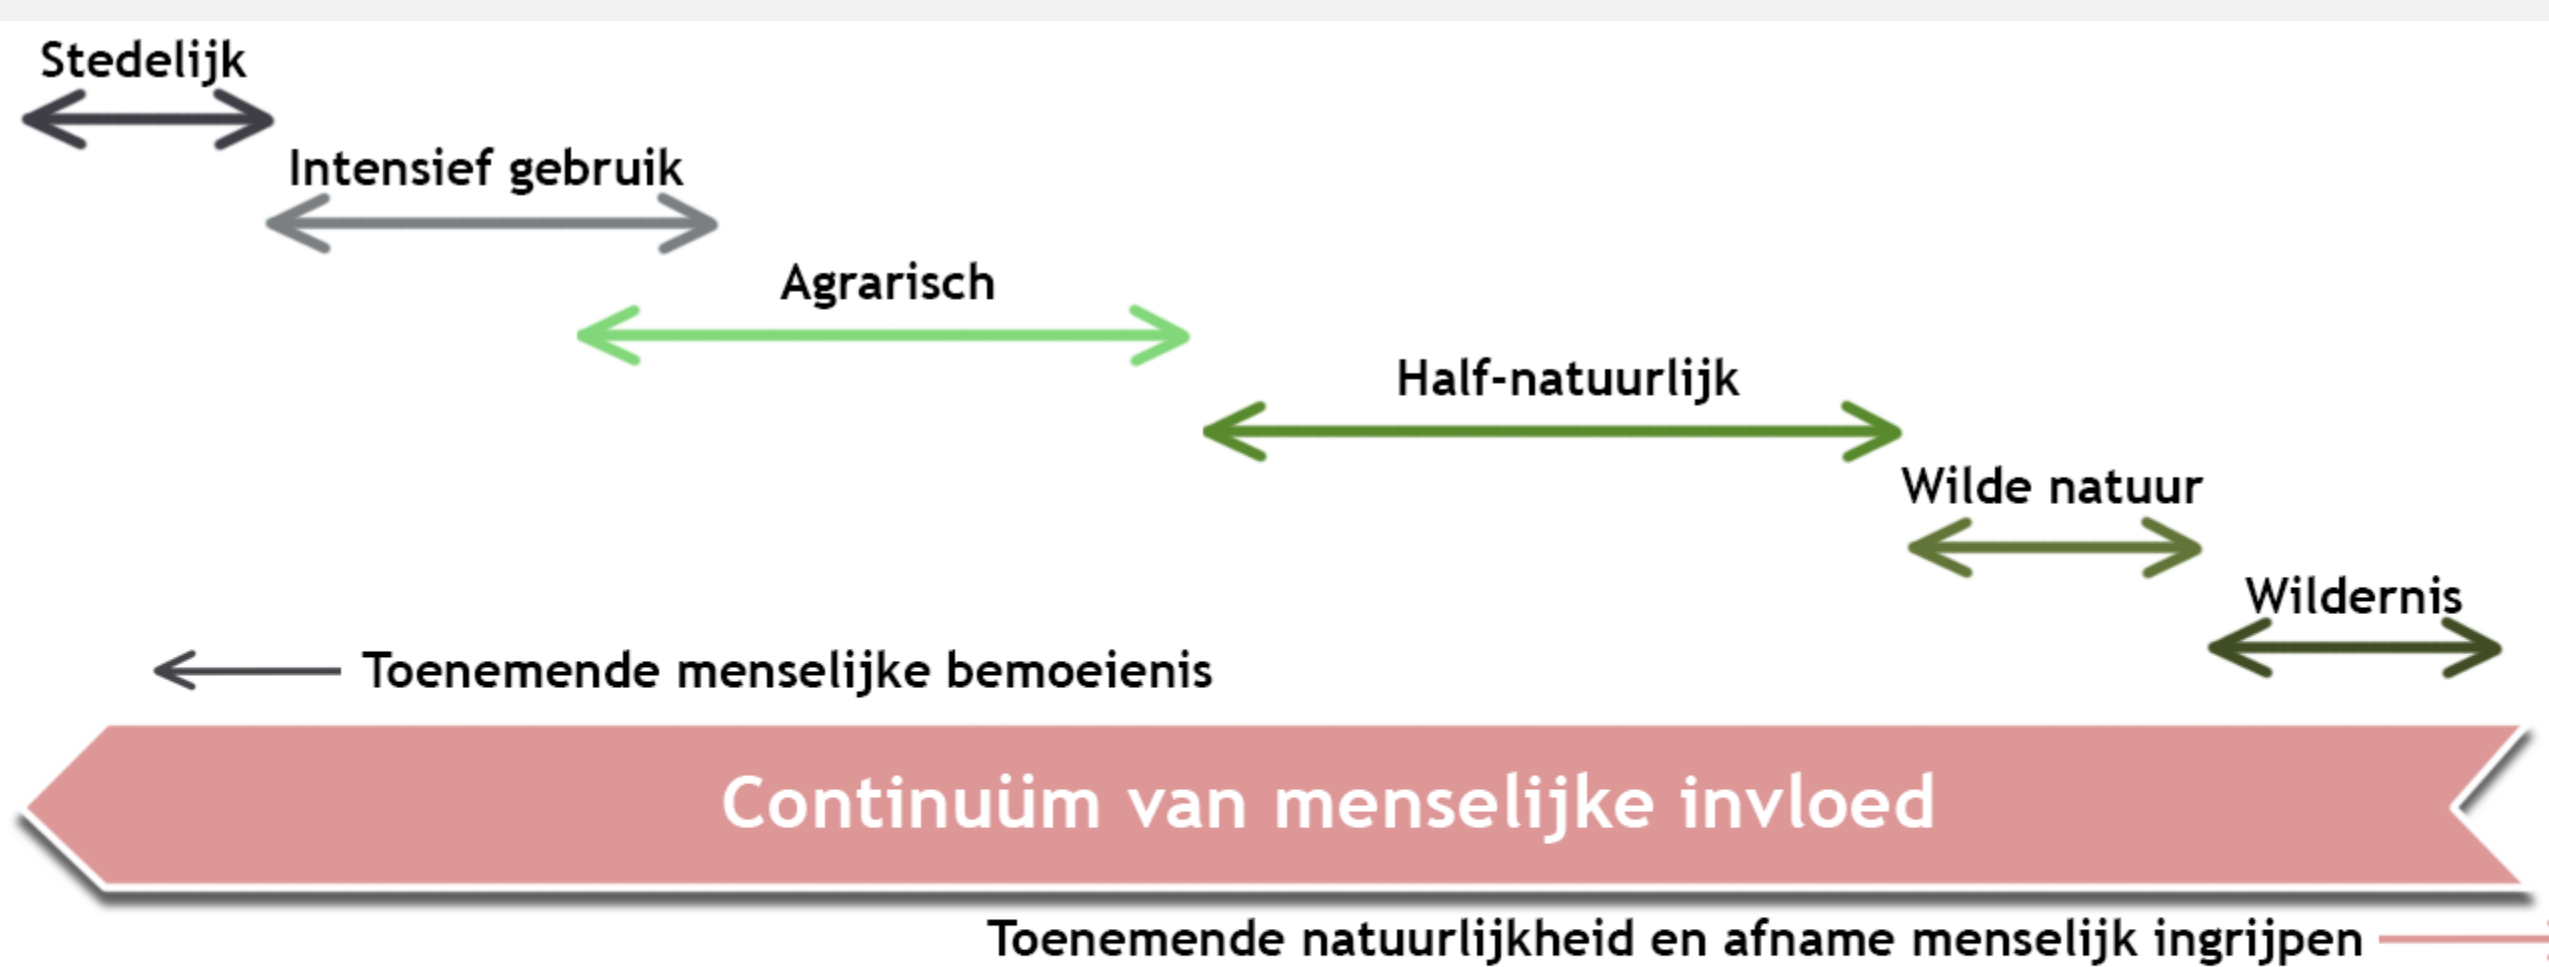 Stedelijk
Intensief gebruik
Agrarisch
Half-natuurlijk
Wilde natuur
Wildernis
Toenemende menselijke bemoeienis
Continuüm van menselijke invloed
Toenemende natuurlijkheid en afname menselijk ingrijpen